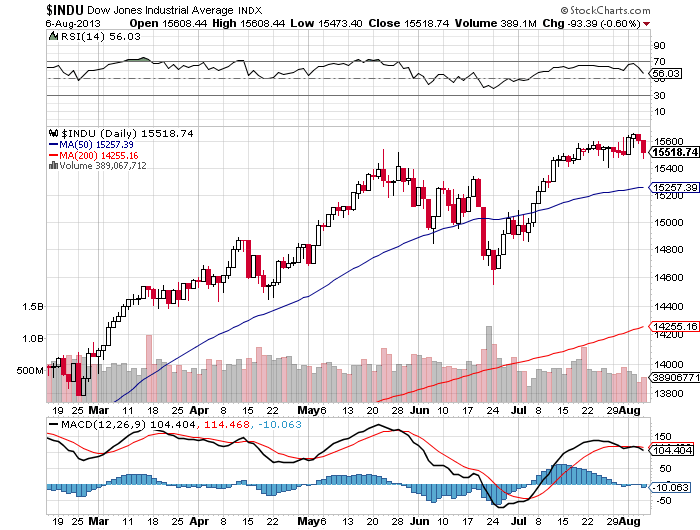 $INDU Dow Jones Industrial Average INDX © StockCharts.com
6-Aug-2013 Open 15608.44 High 15608.44 Low 15473.40 Close 15518.74 Volume 389.1M Chg -93.39 (-0.60%)
RSI(14) 56.03
90
70
56.03
30
10
$INDU (Daily) 15518.74
MA(50) 15257.39
MA(200) 14255.16
Volume 389,067,712
15600
15518.74
15400
15257.39
15200
15000
14800
14600
14400
1.5B
14255.16
1.0B
14200
14000
500M
38906771
13800
19 25 Mar 11 18 25 Apr 8 15 22 May 6 13 20 28 Jun 10 17 24 Jul 8 15 22 29 Aug
MACD(12,26,9) 104.404, 114.468, -10.063
150
104.404
50
-10.063
-50
19 25 Mar 11 18 25 Apr 8 15 22 May 6 13 20 28 Jun 10 17 24 Jul 8 15 22 29 Aug